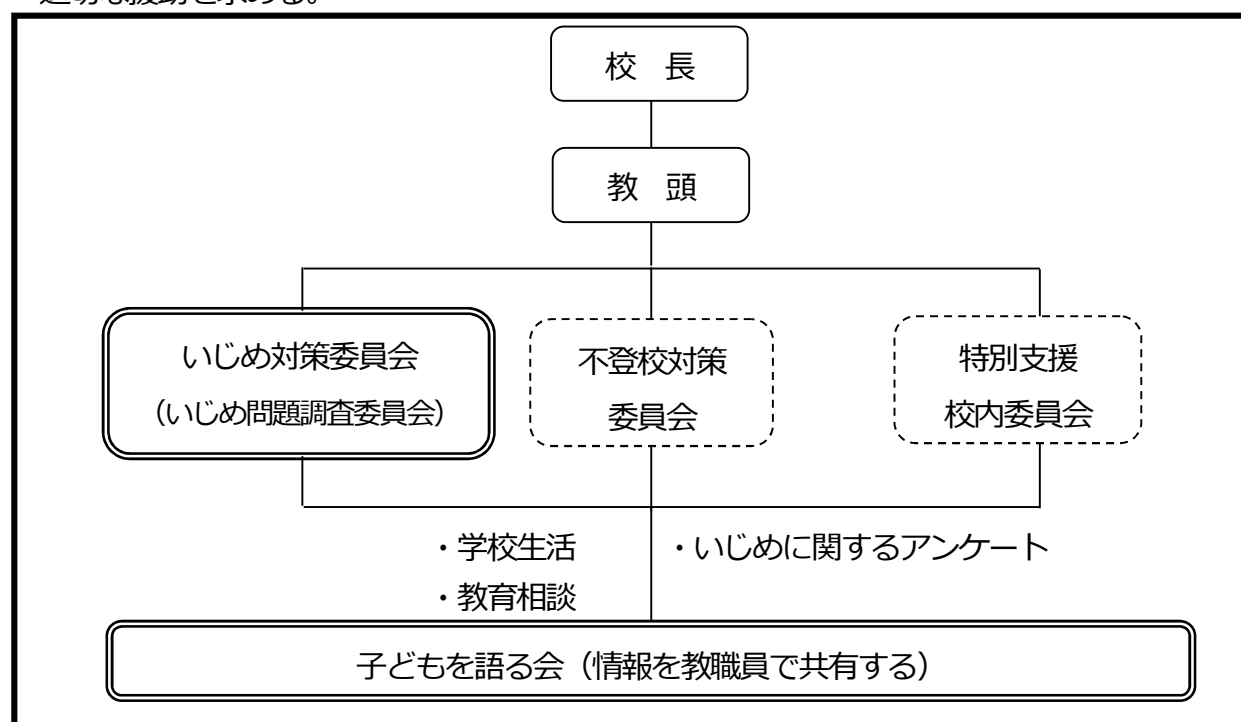 校 長
教 頭
いじめ対策委員会
（いじめ問題調査委員会）
不登校対策
委員会
特別支援
校内委員会
・学校生活
・いじめに関するアンケート
・教育相談
子どもを語る会（情報を教職員で共有する）